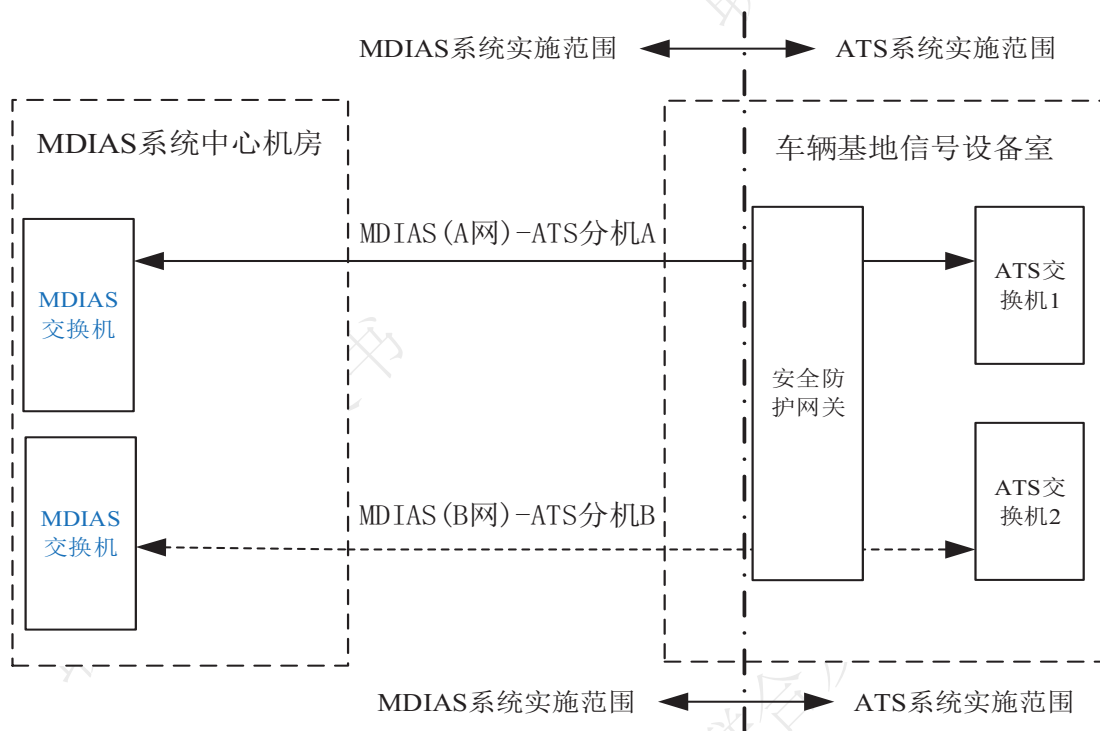 MDIAS系统实施范围
ATS系统实施范围
MDIAS系统中心机房
车辆基地信号设备室
MDIAS(A网)-ATS分机A
MDIAS
交换机
ATS交
换机1
安全防
护网关
MDIAS(B网)-ATS分机B
MDIAS
交换机
ATS交
换机2
MDIAS系统实施范围
ATS系统实施范围
书
联合